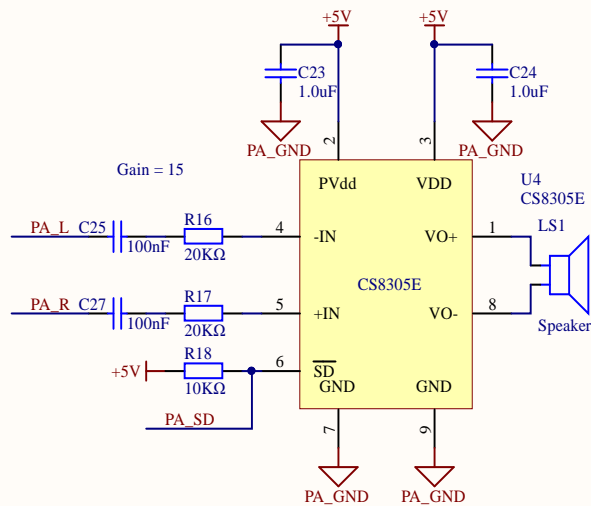 +5V
+5V
C23
1.0uF
C24
1.0uF
PA_GND
PA_GND
2
3
Gain = 15
PVdd
VDD
U4
CS8305E
LS1
PA_L
C25
100nF
R16
20KΩ
4
-IN
VO+
1
CS8305E
PA_R
C27
100nF
R17
20KΩ
5
+IN
VO-
8
Speaker
+5V
R18
10KΩ
6
SD
GND
GND
PA_SD
7
9
PA_GND
PA_GND